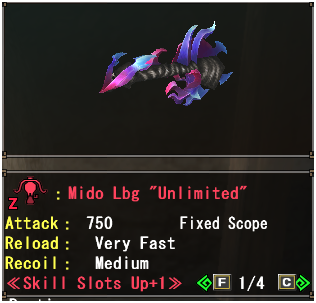 Z : Mido Lbg "Unlimited"
Attack : 750 Fixed Scope
Reload : Very Fast
Recoil : Medium
≪Skill Slots Up+1≫ F 1/4 C